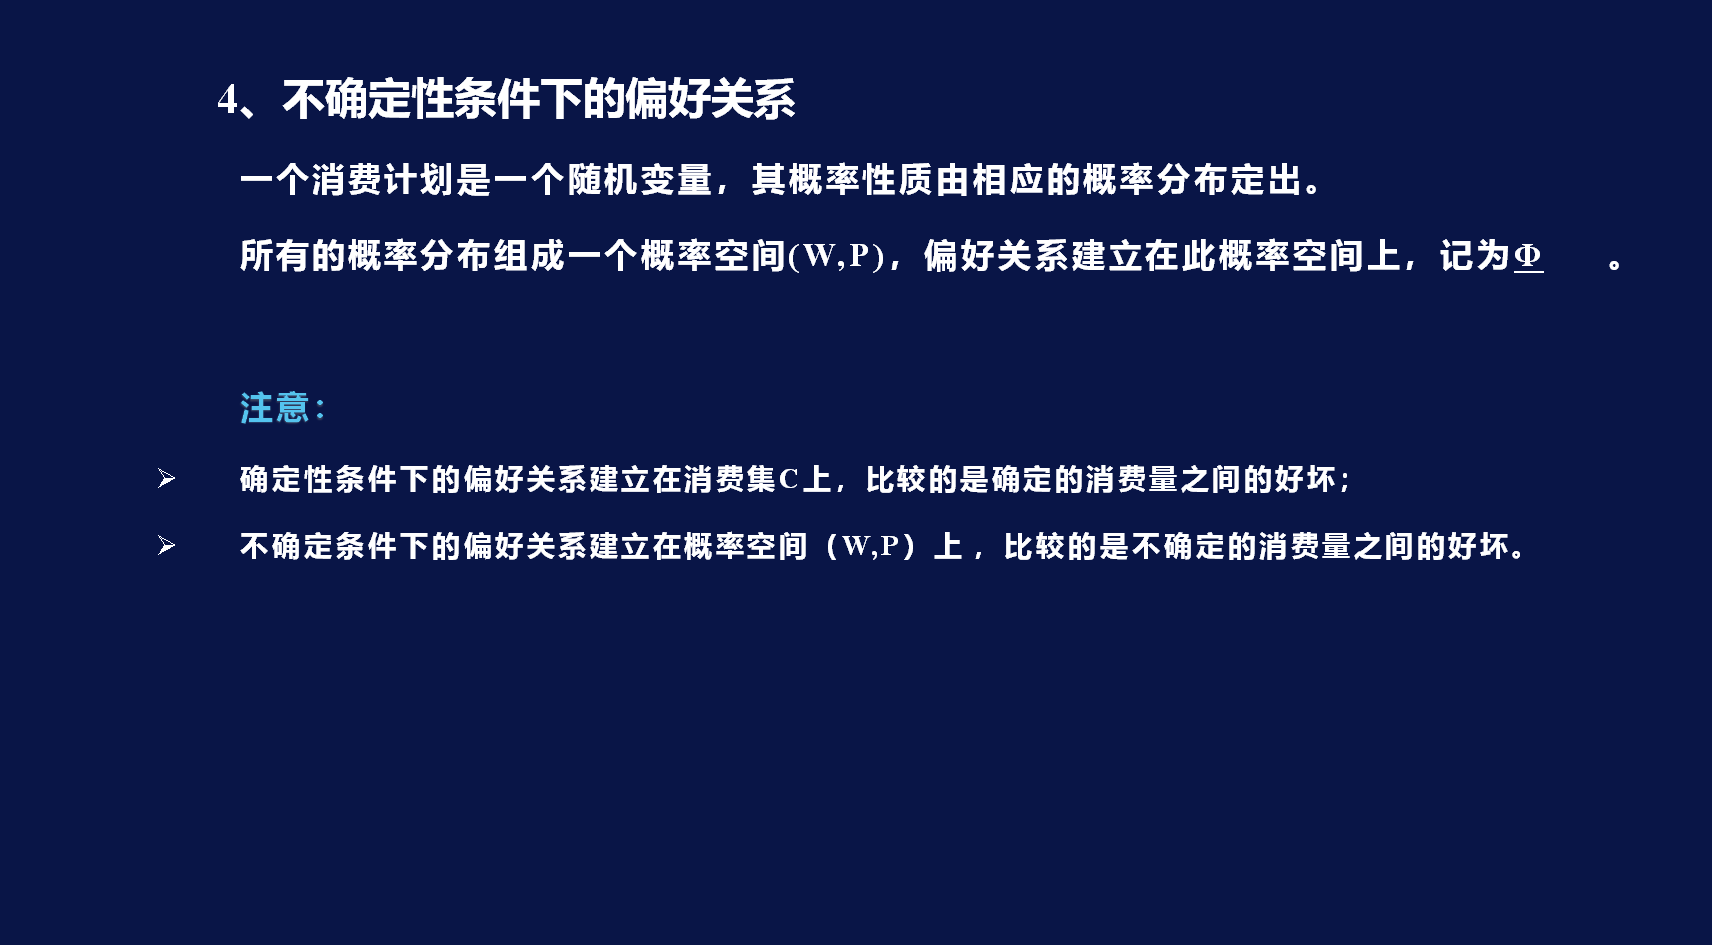 4、不确定性条件下的偏好关系
一个消费计划是一个随机变量，其概率性质由相应的概率分布定出。
所有的概率分布组成一个概率空间(W,P)，偏好关系建立在此概率空间上，记为Φ 。
注意：
➢ 确定性条件下的偏好关系建立在消费集C上，比较的是确定的消费量之间的好坏；
➢ 不确定条件下的偏好关系建立在概率空间（W,P）上 ，比较的是不确定的消费量之间的好坏。